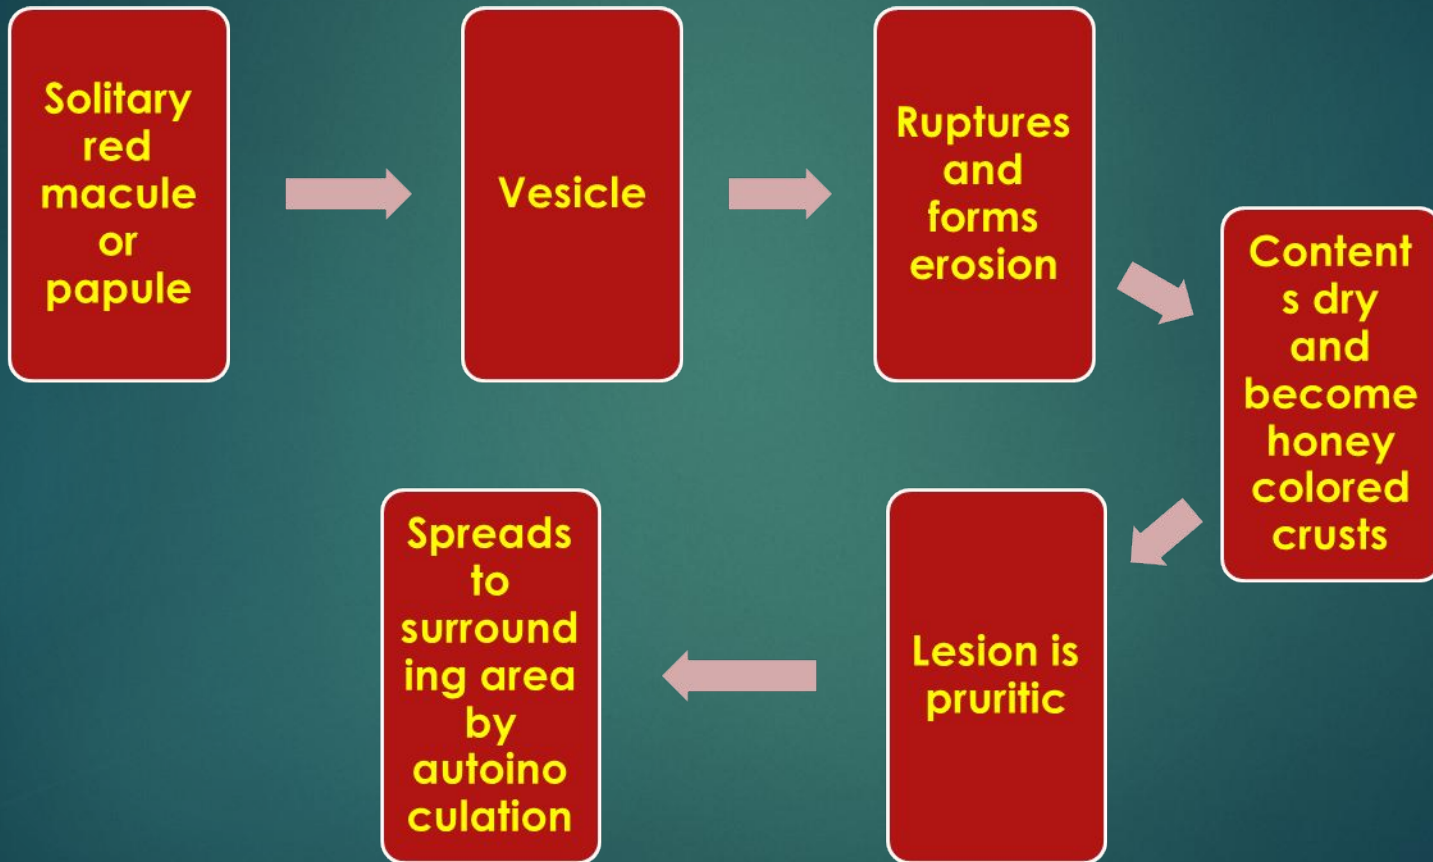 Solitary
red
macule
or
papule
Vesicle
Ruptures
and
forms
erosion
Content
s dry
and
become
honey
colored
crusts
Lesion is
pruritic
Spreads
to
surround
ing area
by
autoino
culation